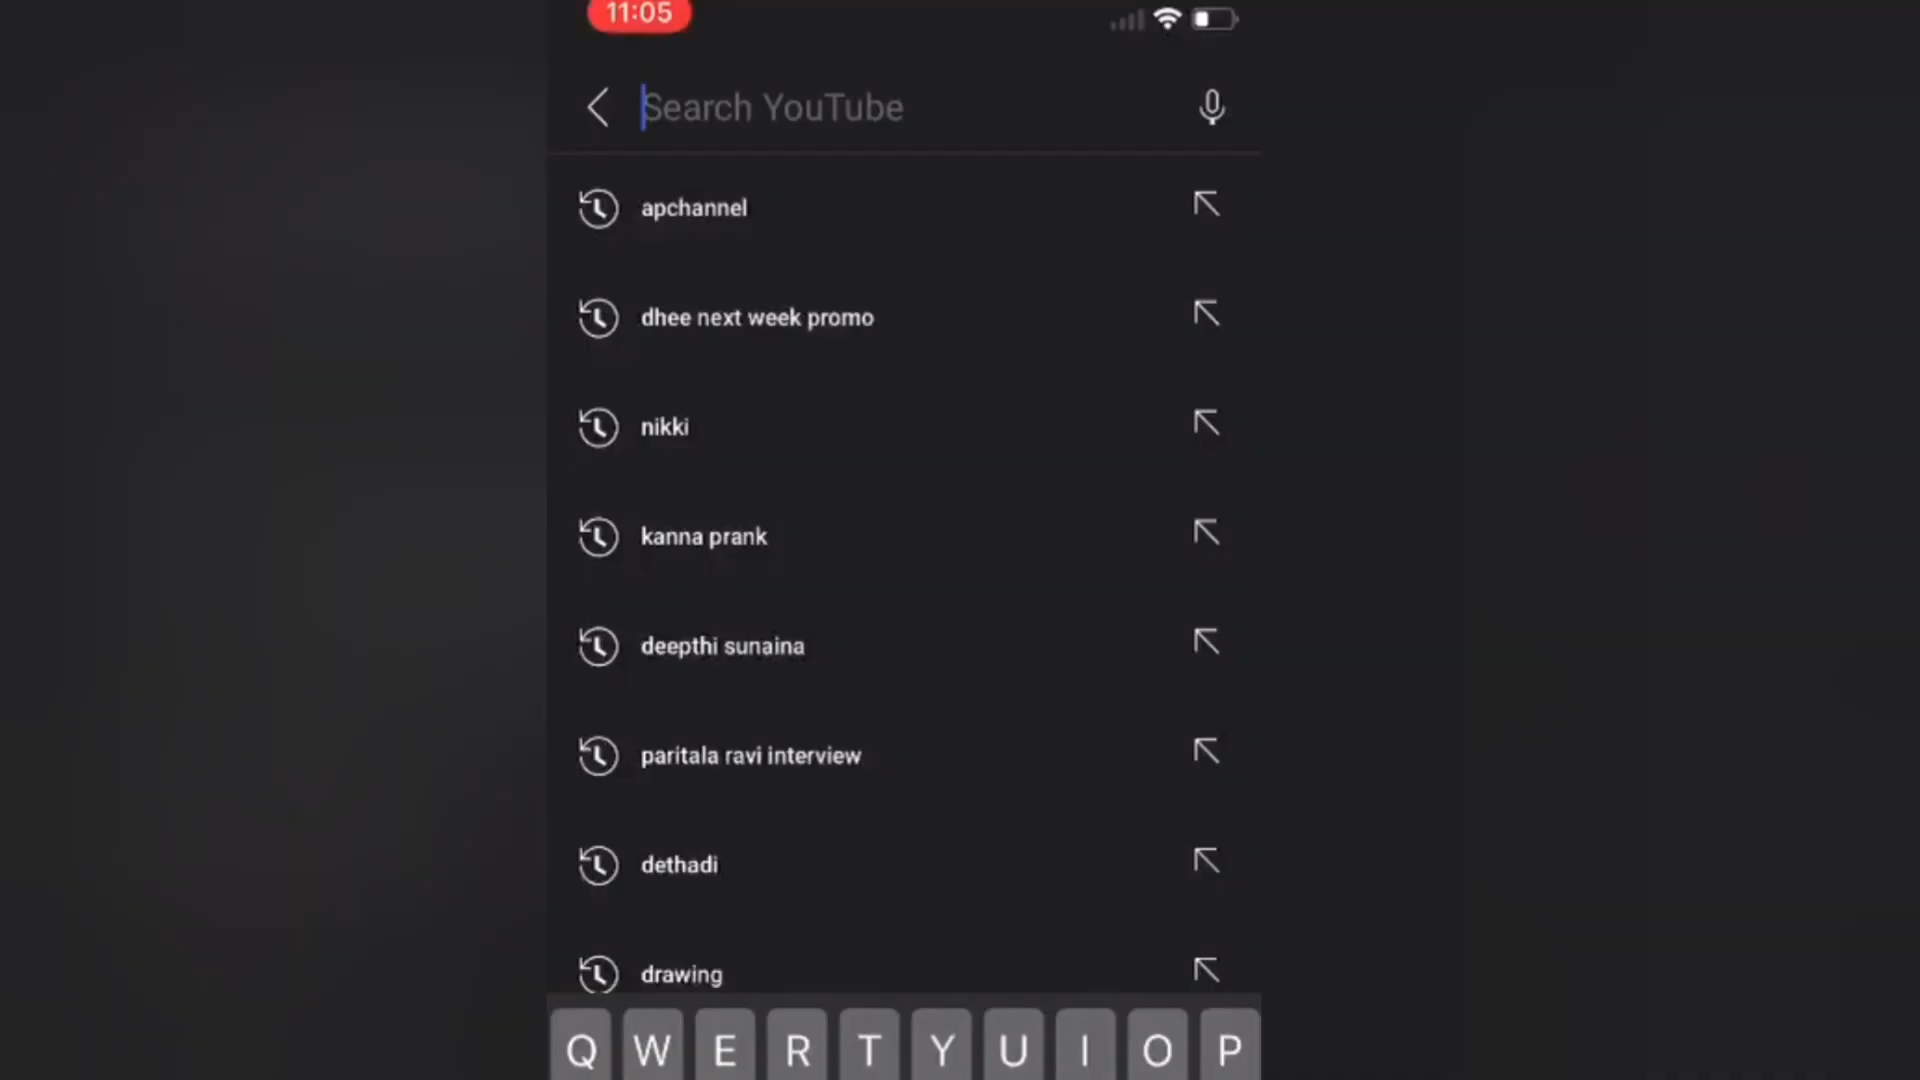 11:05
Search YouTube
apchannel
dhee next week promo
nikki
kanna prank
deepthi sunaina
paritala ravi interview
dethadi
drawing
Q W E R T Y U I O P